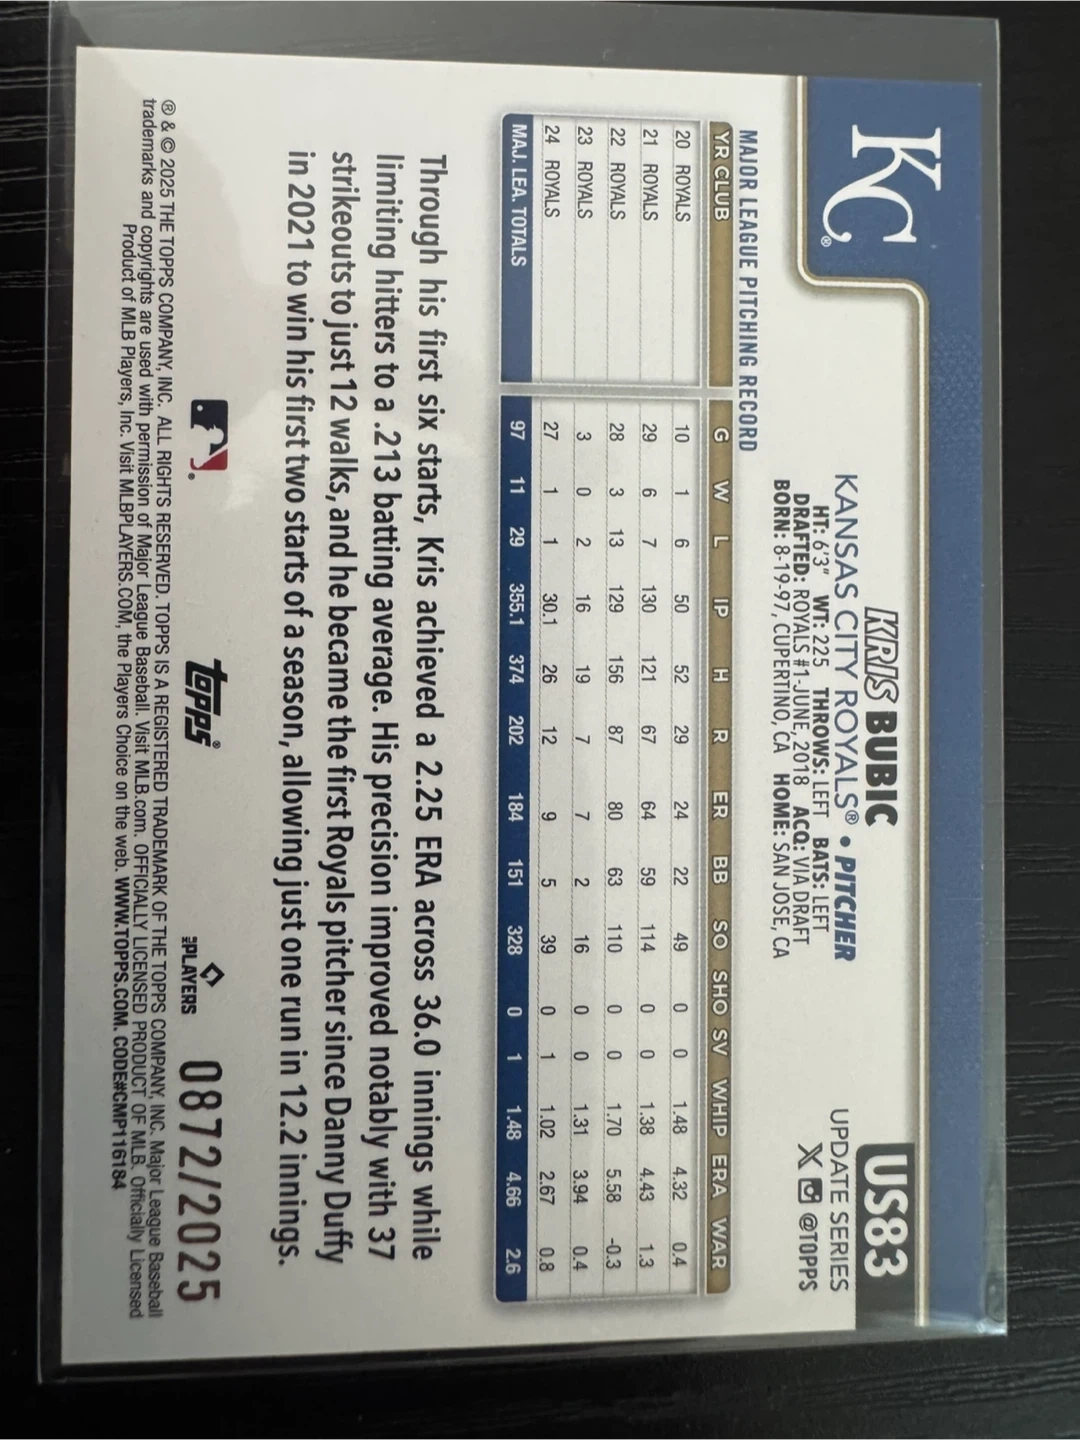 KC®
KRIS BUBIC
KANSAS CITY ROYALS® • PITCHER
HT: 6'3" WT: 225 THROWS: LEFT BATS: LEFT
DRAFTED: ROYALS #1-JUNE, 2018 ACQ: VIA DRAFT
BORN: 8-19-97, CUPERTINO, CA HOME: SAN JOSE, CA
US83
UPDATE SERIES
X @TOPPS
MAJOR LEAGUE PITCHING RECORD
YR CLUB G W L IP H R ER BB SO SHO SV WHIP ERA WAR
20 ROYALS 10 1 6 50 52 29 24 22 49 0 0 1.48 4.32 0.4
21 ROYALS 29 6 7 130 121 67 64 59 114 0 0 1.38 4.43 1.3
22 ROYALS 28 3 13 129 156 87 80 63 110 0 0 1.70 5.58 -0.3
23 ROYALS 3 0 2 16 19 7 7 2 16 0 0 1.31 3.94 0.4
24 ROYALS 27 1 1 30.1 26 12 9 5 39 0 1 1.02 2.67 0.8
MAJ. LEA. TOTALS 97 11 29 355.1 374 202 184 151 328 0 1 1.48 4.66 2.6
Through his first six starts, Kris achieved a 2.25 ERA across 36.0 innings while
limiting hitters to a .213 batting average. His precision improved notably with 37
strikeouts to just 12 walks, and he became the first Royals pitcher since Danny Duffy
in 2021 to win his first two starts of a season, allowing just one run in 12.2 innings.
topps®
PLAYERS
0872/2025
® & © 2025 THE TOPPS COMPANY, INC. ALL RIGHTS RESERVED. TOPPS IS A REGISTERED TRADEMARK OF THE TOPPS COMPANY, INC. Major League Baseball
trademarks and copyrights are used with permission of Major League Baseball. Visit MLB.com. OFFICIALLY LICENSED PRODUCT OF MLB. Officially Licensed
Product of MLB Players, Inc. Visit MLBPLAYERS.COM, the Players Choice on the web. WWW.TOPPS.COM. CODE#CMP116184